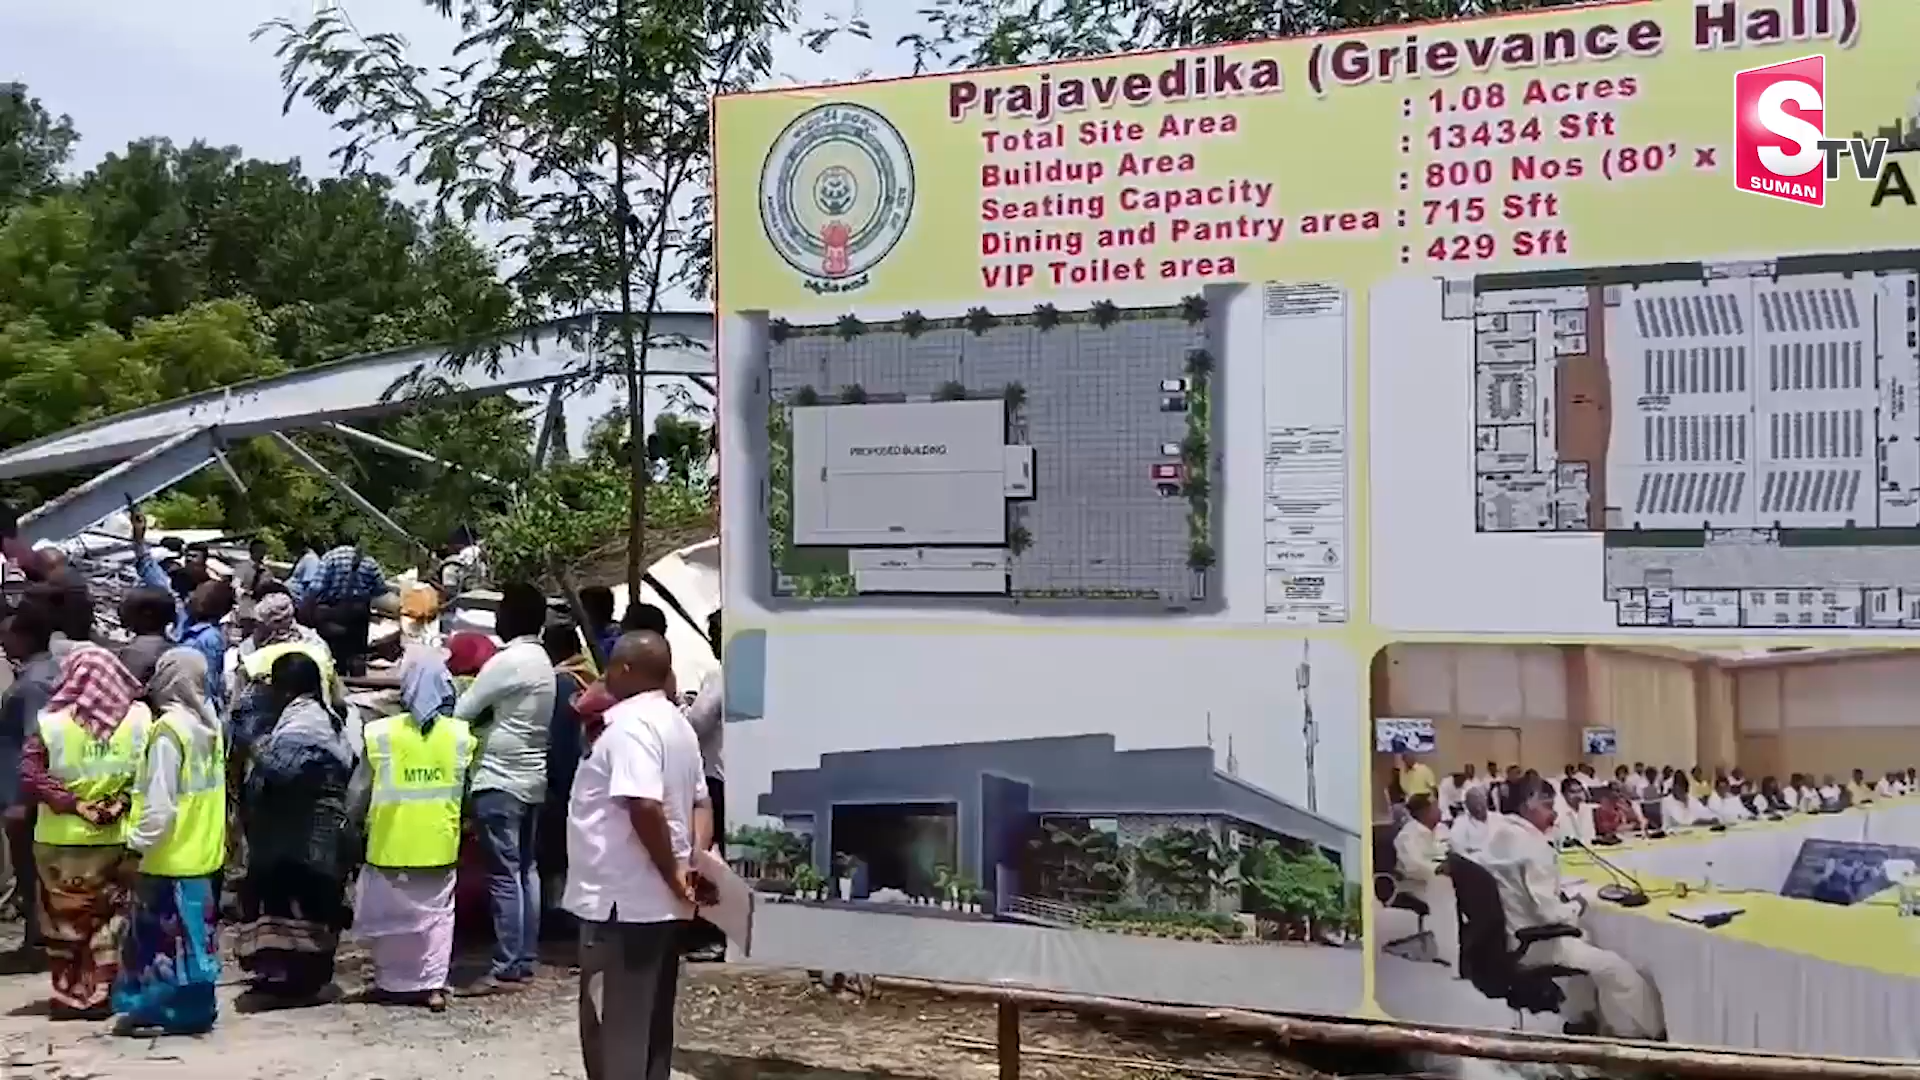 Prajavedika (Grievance Hall)
Total Site Area : 1.08 Acres
Buildup Area : 13434 Sft
Seating Capacity : 800 Nos (80' x
Dining and Pantry area : 715 Sft
VIP Toilet area : 429 Sft
S TV
SUMAN
A
PROPOSED BUILDING
MTMC
MTMC